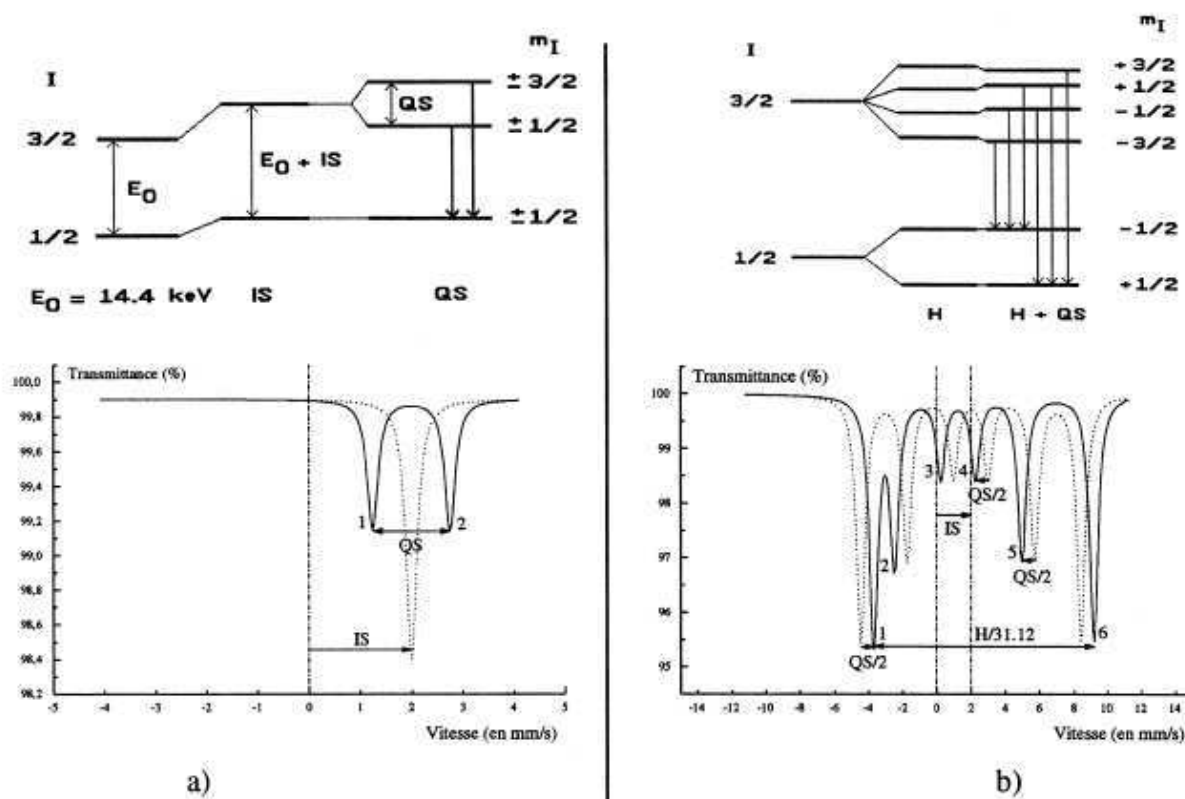 I
m_I
3/2
1/2
E_O
E_O + IS
QS
± 3/2
± 1/2
± 1/2
E_O = 14.4 keV
IS
QS
Transmittance (%)
100,0
99,8
99,6
99,4
99,2
99,0
98,8
98,6
98,4
98,2
1
2
QS
IS
-4
-3
-2
-1
0
1
2
3
4
5
Vitesse (en mm/s)
a)
I
m_I
3/2
1/2
+ 3/2
+ 1/2
- 1/2
- 3/2
- 1/2
+ 1/2
H
H + QS
Transmittance (%)
100
99
98
97
96
95
3
4
QS/2
IS
2
5
QS/2
1
H/31.12
6
QS/2
-14
-12
-10
-8
-6
-4
-2
0
2
4
6
8
10
12
14
Vitesse (en mm/s)
b)